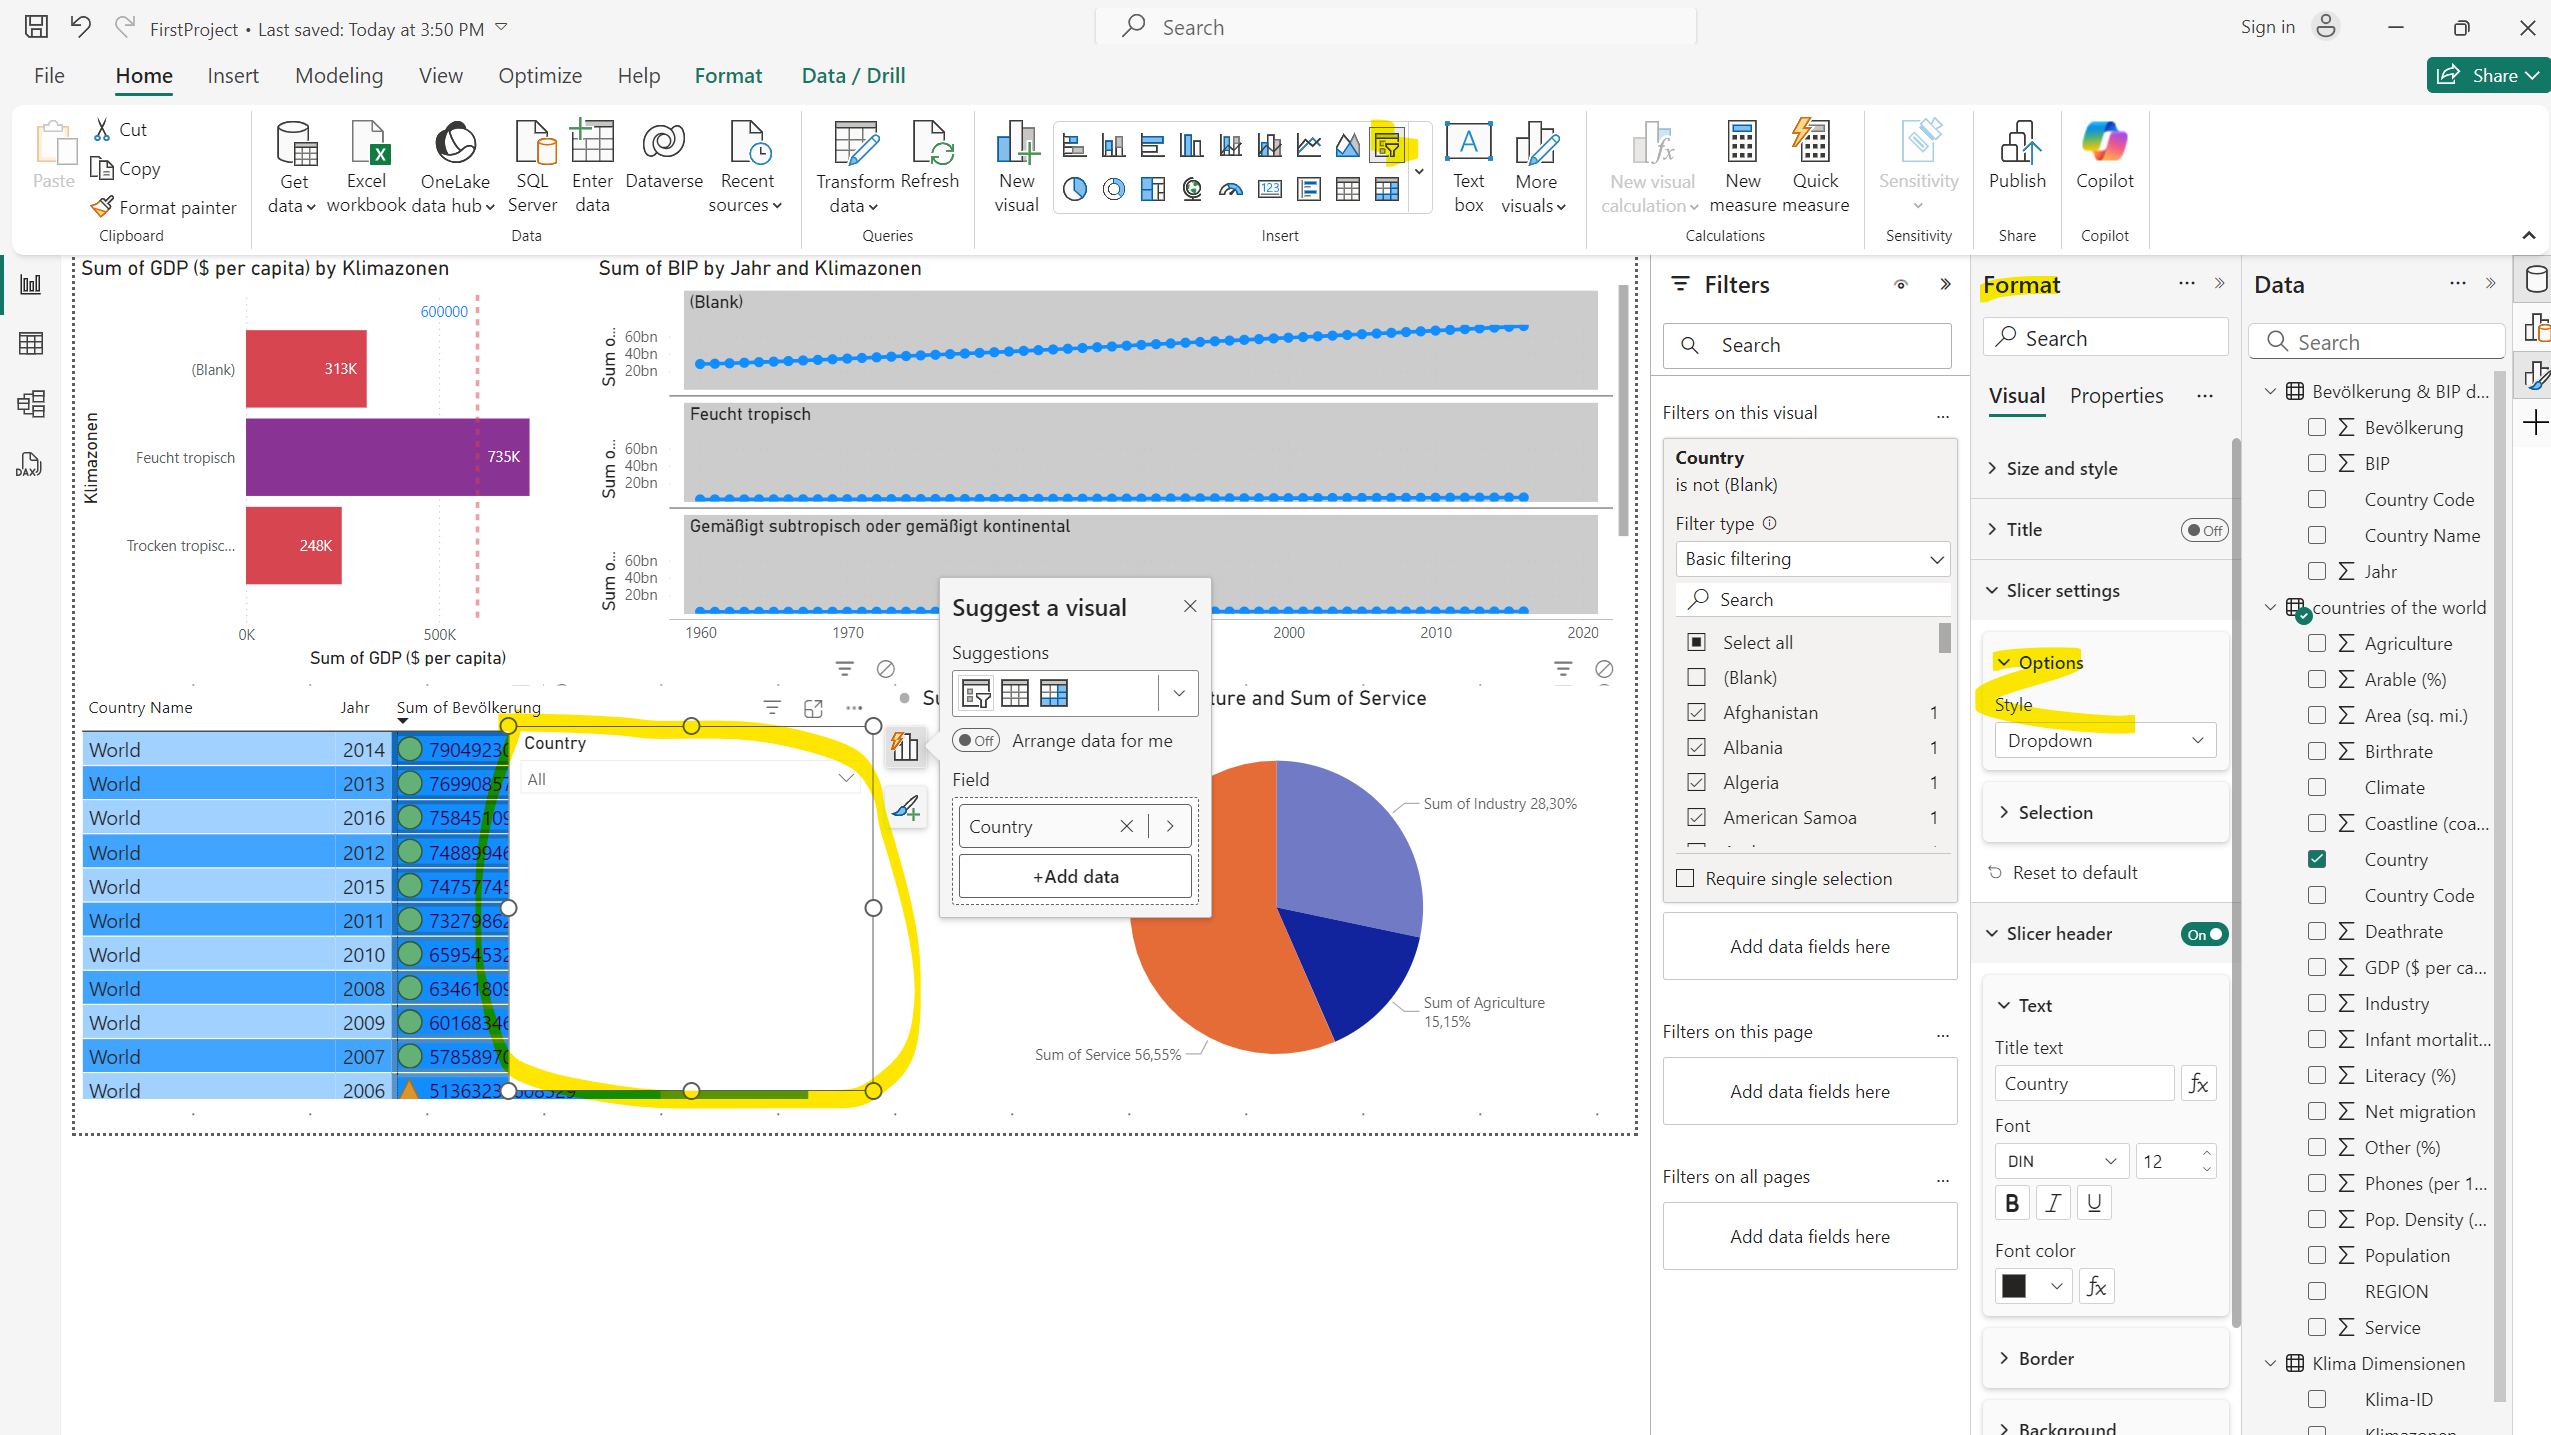 FirstProject • Last saved: Today at 3:50 PM
Search
Sign in
File
Home
Insert
Modeling
View
Optimize
Help
Format
Data / Drill
Share
Paste
Cut
Copy
Format painter
Clipboard
Get data
Excel workbook
OneLake data hub
SQL Server
Enter data
Dataverse
Recent sources
Data
Transform data
Refresh
Queries
New visual
123
A
Text box
More visuals
Insert
New visual calculation
New measure
Quick measure
Calculations
Sensitivity
Sensitivity
Publish
Share
Copilot
Copilot
DAX
Sum of GDP ($ per capita) by Klimazonen
600000
Klimazonen
(Blank)
313K
Feucht tropisch
735K
Trocken tropisc...
248K
0K
500K
Sum of GDP ($ per capita)
Sum of BIP by Jahr and Klimazonen
(Blank)
Sum o...
60bn
40bn
20bn
Feucht tropisch
Sum o...
60bn
40bn
20bn
Gemäßigt subtropisch oder gemäßigt kontinental
Sum o...
60bn
40bn
20bn
1960
1970
2000
2010
2020
Country Name
Jahr
Sum of Bevölkerung
World 2014 7904923
World 2013 7699085
World 2016 7584510
World 2012 7488994
World 2015 7475774
World 2011 7327986
World 2010 6595453
World 2008 6346180
World 2009 6016834
World 2007 5785897
World 2006 5136323
Country
All
Suggest a visual
Suggestions
Off
Arrange data for me
Field
Country
+Add data
ture and Sum of Service
Sum of Industry 28,30%
Sum of Agriculture
15,15%
Sum of Service 56,55%
Filters
Search
Filters on this visual
Country
is not (Blank)
Filter type
Basic filtering
Search
Select all
(Blank)
Afghanistan 1
Albania 1
Algeria 1
American Samoa 1
Require single selection
Add data fields here
Filters on this page
Add data fields here
Filters on all pages
Add data fields here
Format
Search
Visual
Properties
Size and style
Title
Off
Slicer settings
Options
Style
Dropdown
Selection
Reset to default
Slicer header
On
Text
Title text
Country
fx
Font
DIN
12
B
I
U
Font color
fx
Border
Background
Data
Search
Bevölkerung & BIP d...
Bevölkerung
BIP
Country Code
Country Name
Jahr
countries of the world
Agriculture
Arable (%)
Area (sq. mi.)
Birthrate
Climate
Coastline (coa...
Country
Country Code
Deathrate
GDP ($ per ca...
Industry
Infant mortalit...
Literacy (%)
Net migration
Other (%)
Phones (per 1...
Pop. Density (...
Population
REGION
Service
Klima Dimensionen
Klima-ID
Klimazonen